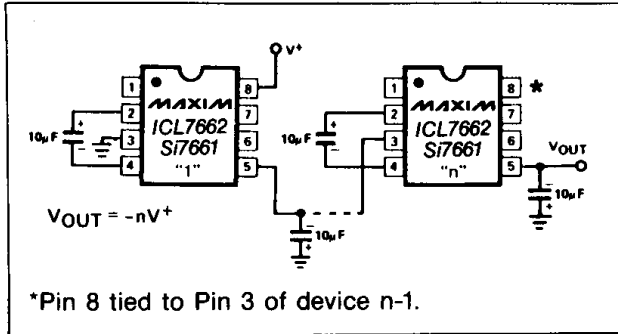 V+
1 8
2 7
3 6
4 5
MAXIM
ICL7662
Si7661
"1"
10μF
+
−
VOUT = -nV+
−
10μF
+
1 8 *
2 7
3 6
4 5
MAXIM
ICL7662
Si7661
"n"
10μF
+
−
VOUT
−
10μF
+
*Pin 8 tied to Pin 3 of device n-1.